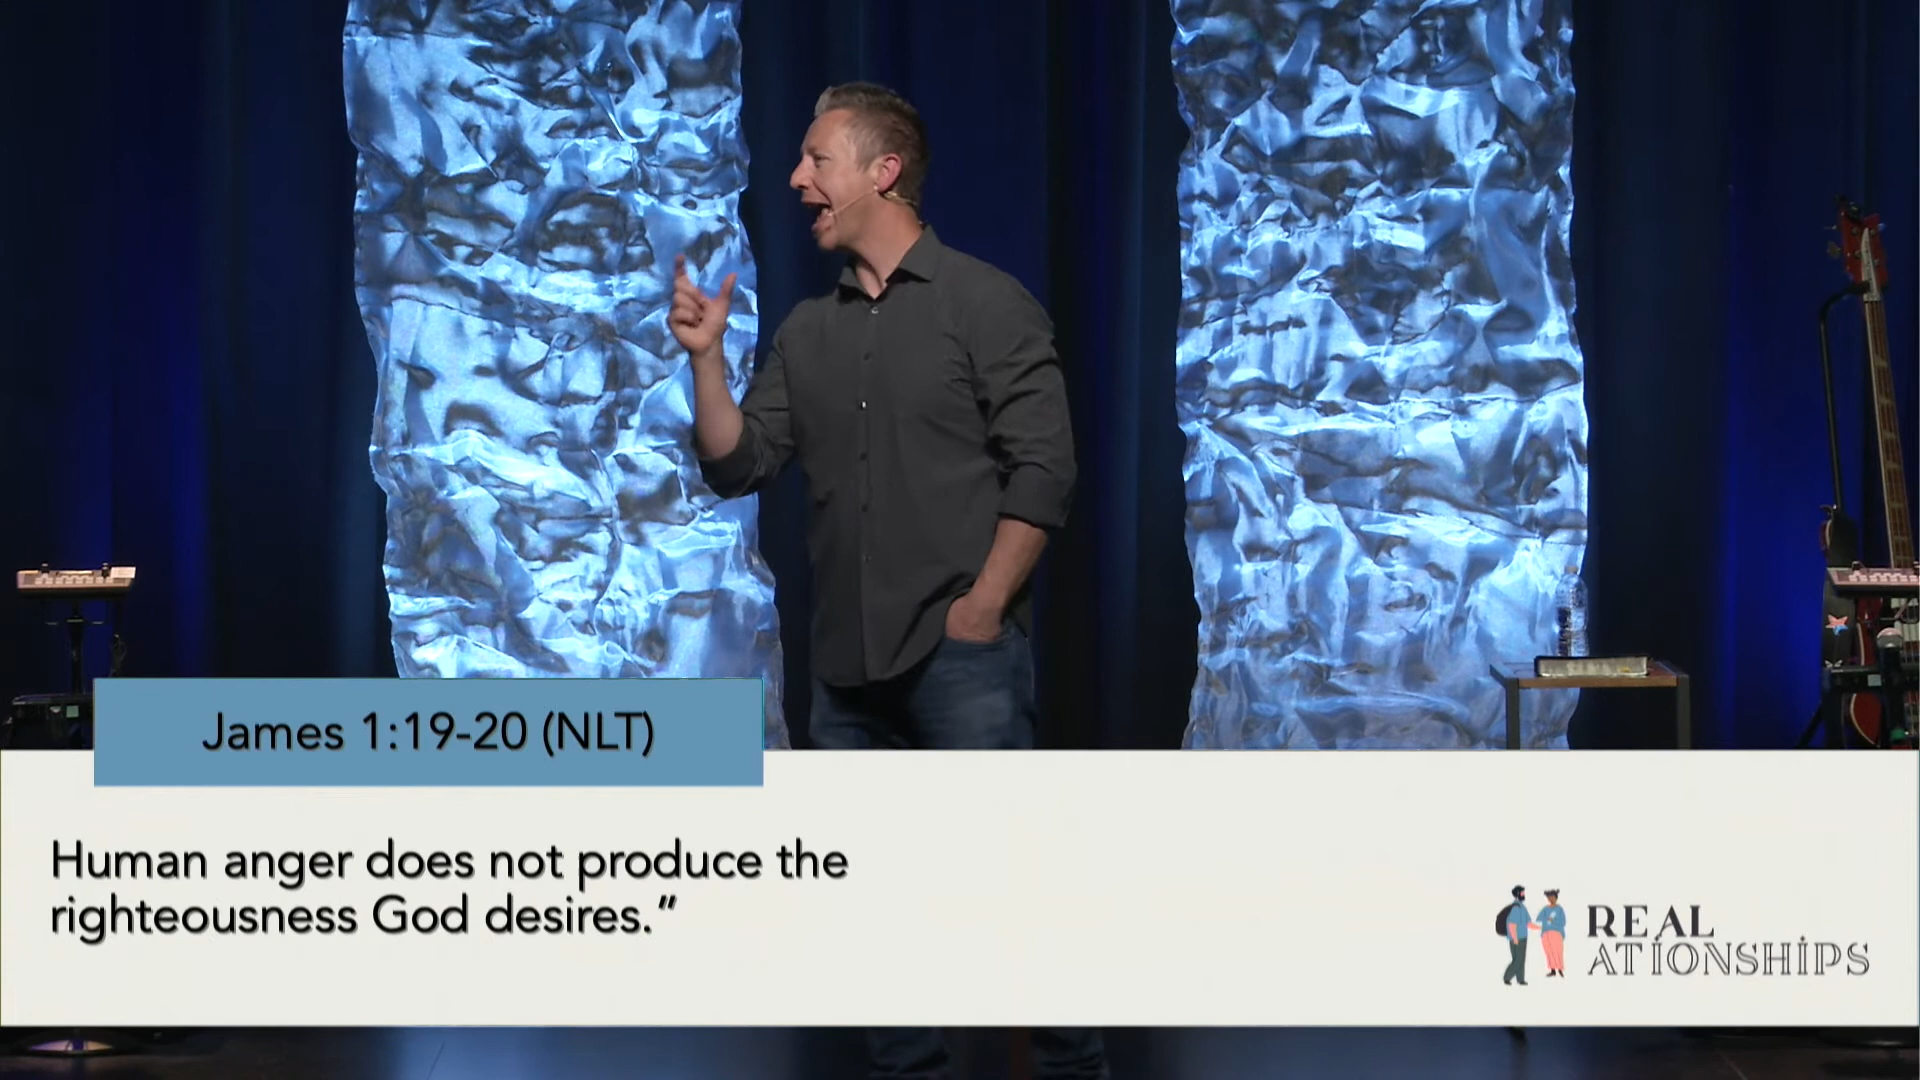 James 1:19-20 (NLT)
Human anger does not produce the
righteousness God desires.”
REAL
ATIONSHIPS